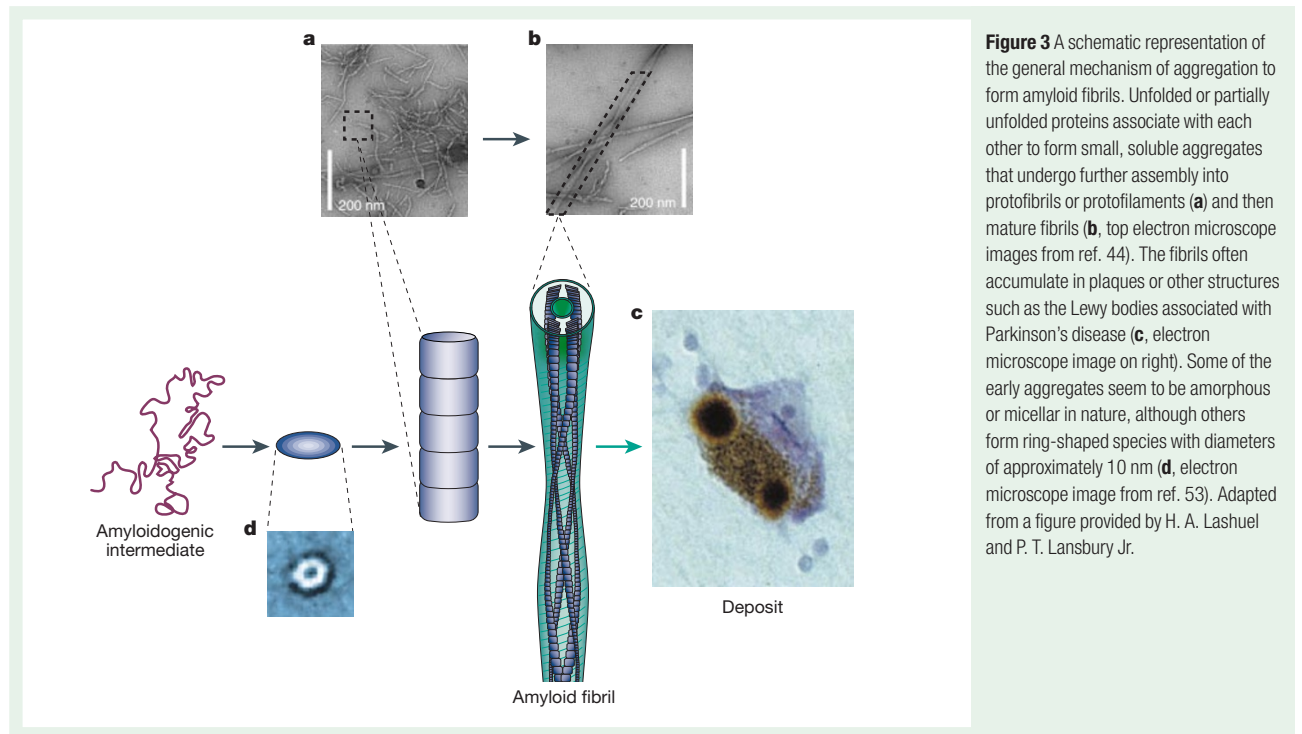 a
b
200 nm
200 nm
c
Amyloidogenic
intermediate
d
Deposit
Amyloid fibril
Figure 3 A schematic representation of
the general mechanism of aggregation to
form amyloid fibrils. Unfolded or partially
unfolded proteins associate with each
other to form small, soluble aggregates
that undergo further assembly into
protofibrils or protofilaments (a) and then
mature fibrils (b, top electron microscope
images from ref. 44). The fibrils often
accumulate in plaques or other structures
such as the Lewy bodies associated with
Parkinson's disease (c, electron
microscope image on right). Some of the
early aggregates seem to be amorphous
or micellar in nature, although others
form ring-shaped species with diameters
of approximately 10 nm (d, electron
microscope image from ref. 53). Adapted
from a figure provided by H. A. Lashuel
and P. T. Lansbury Jr.